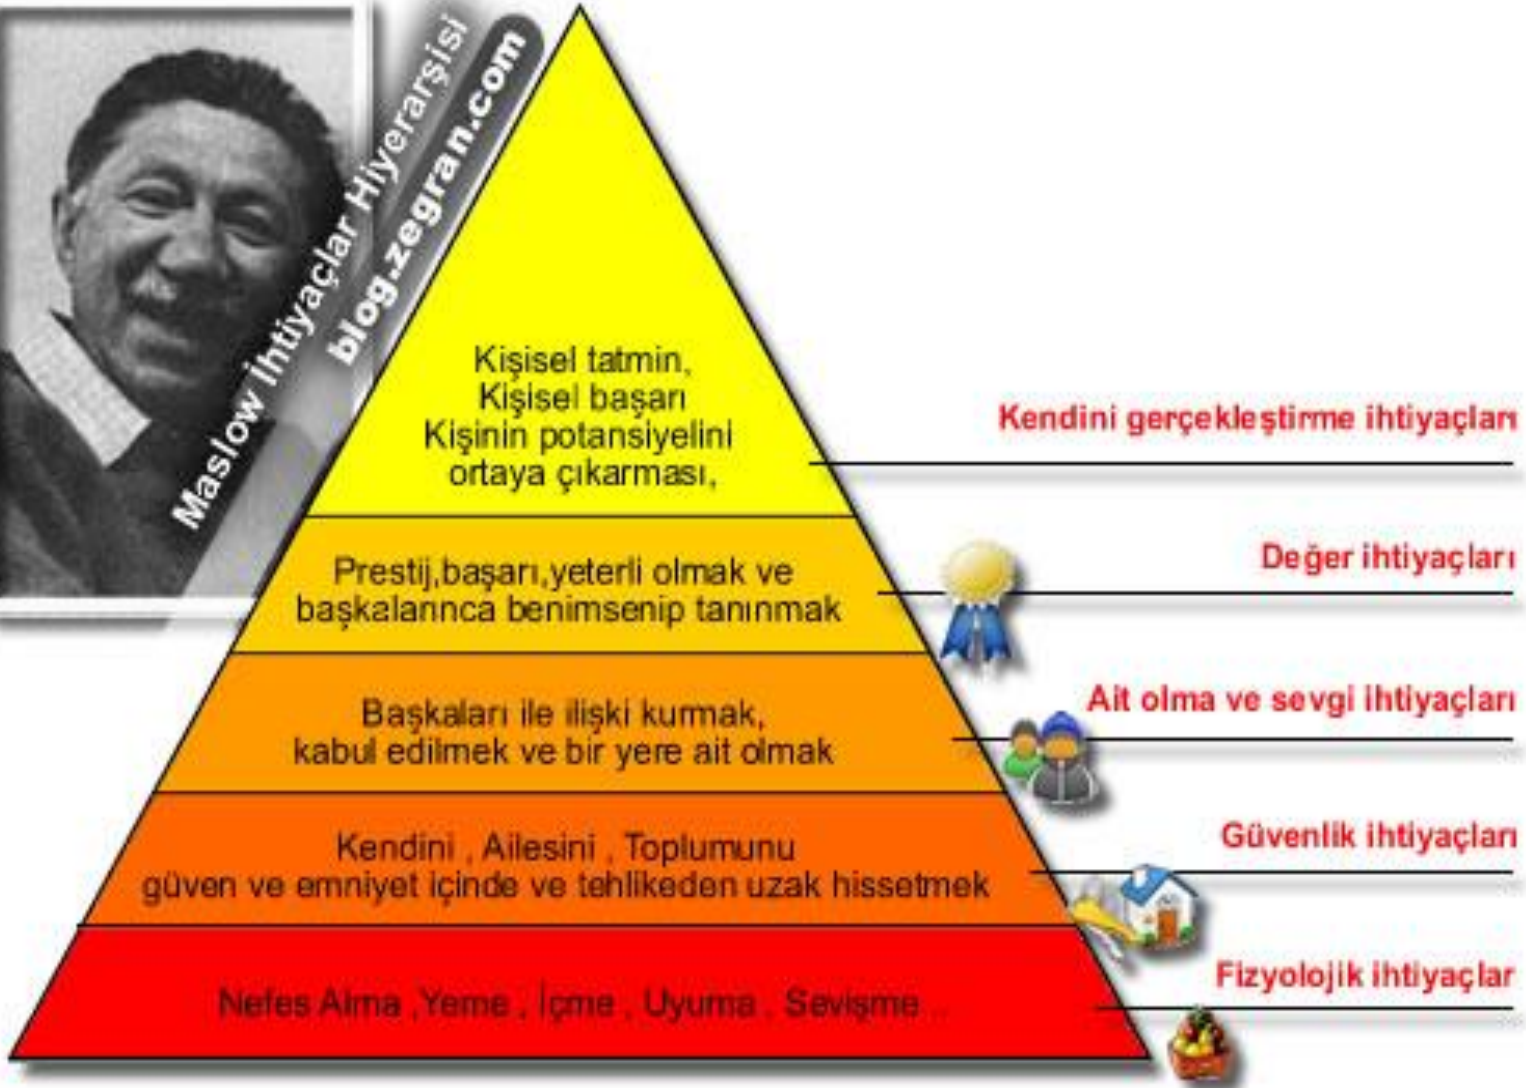 Maslow İhtiyaçlar Hiyerarşisi
blog.zegran.com
Kişisel tatmin,
Kişisel başarı
Kişinin potansiyelini
ortaya çıkarması,
Kendini gerçekleştirme ihtiyaçları
Prestij,başarı,yeterli olmak ve
başkalarınca benimsenip tanınmak
Değer ihtiyaçları
Başkaları ile ilişki kurmak,
kabul edilmek ve bir yere ait olmak
Ait olma ve sevgi ihtiyaçları
Kendini , Ailesini , Toplumunu
güven ve emniyet içinde ve tehlikeden uzak hissetmek
Güvenlik ihtiyaçları
Nefes Alma ,Yeme , İçme , Uyuma , Sevişme ..
Fizyolojik ihtiyaçlar